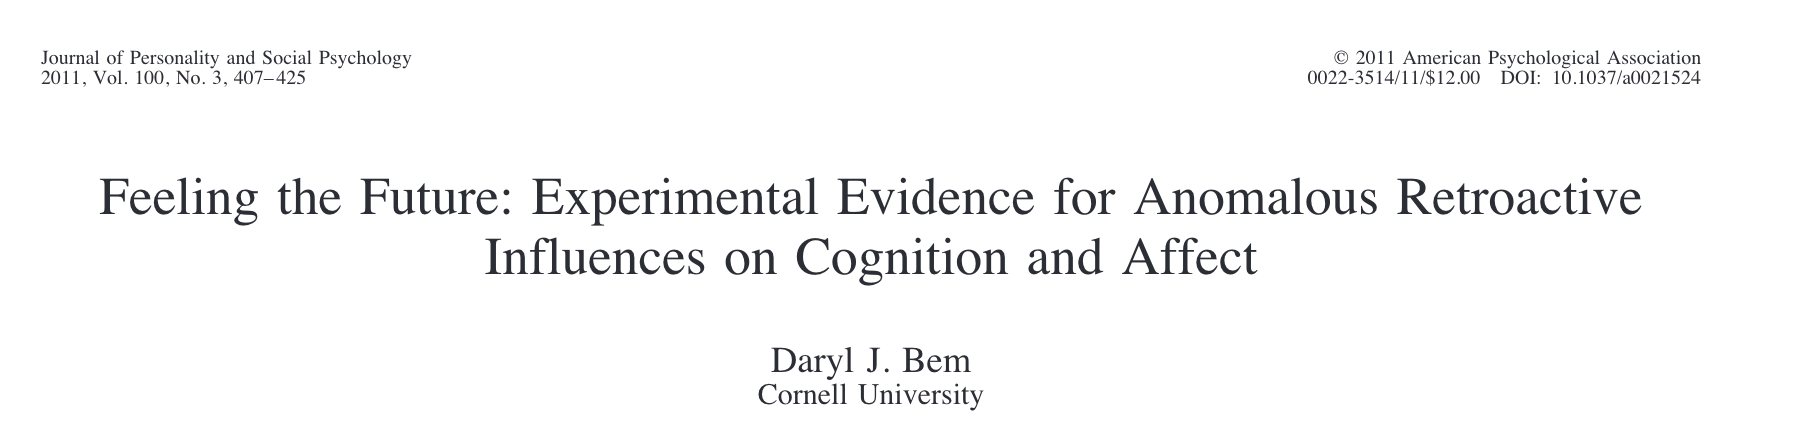 Journal of Personality and Social Psychology
2011, Vol. 100, No. 3, 407–425
© 2011 American Psychological Association
0022-3514/11/$12.00 DOI: 10.1037/a0021524
Feeling the Future: Experimental Evidence for Anomalous Retroactive
Influences on Cognition and Affect
Daryl J. Bem
Cornell University